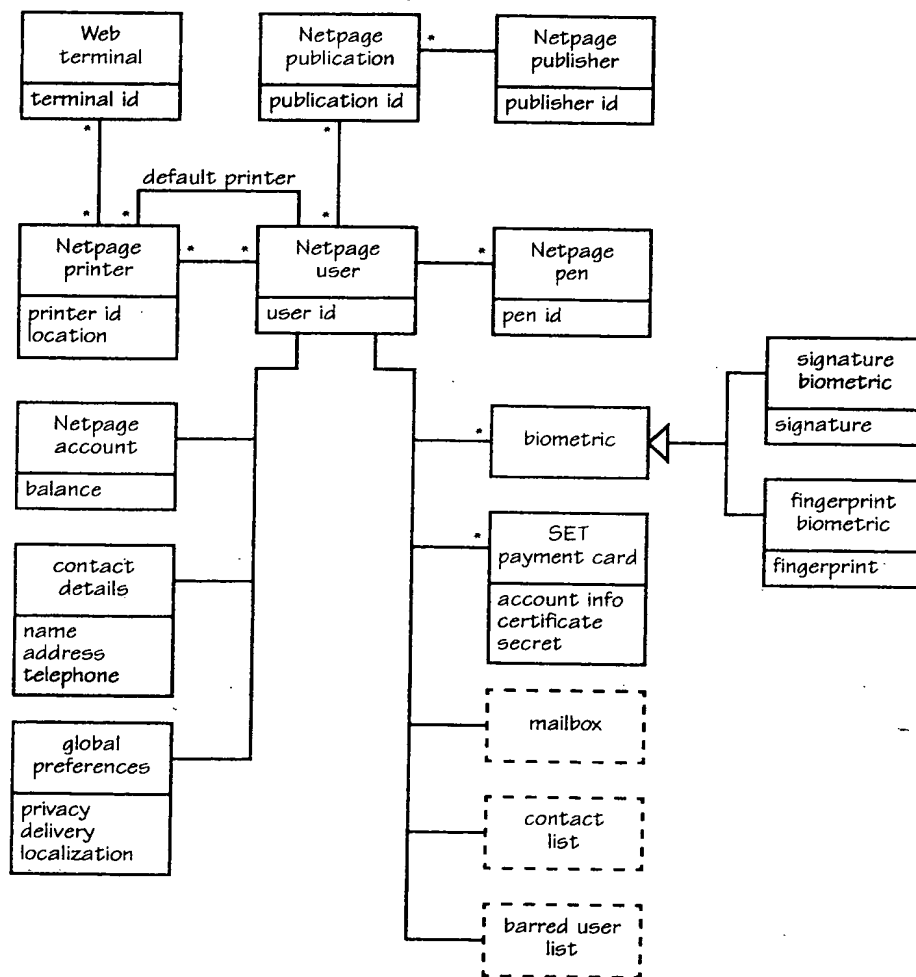 Web
terminal
terminal id
Netpage
publication
publication id
*
Netpage
publisher
publisher id
*
*
default printer
*
*
*
Netpage
printer
printer id
location
*
*
Netpage
user
user id
*
Netpage
pen
pen id
Netpage
account
balance
contact
details
name
address
telephone
global
preferences
privacy
delivery
localization
*
biometric
signature
biometric
signature
fingerprint
biometric
fingerprint
*
SET
payment card
account info
certificate
secret
mailbox
contact
list
barred user
list